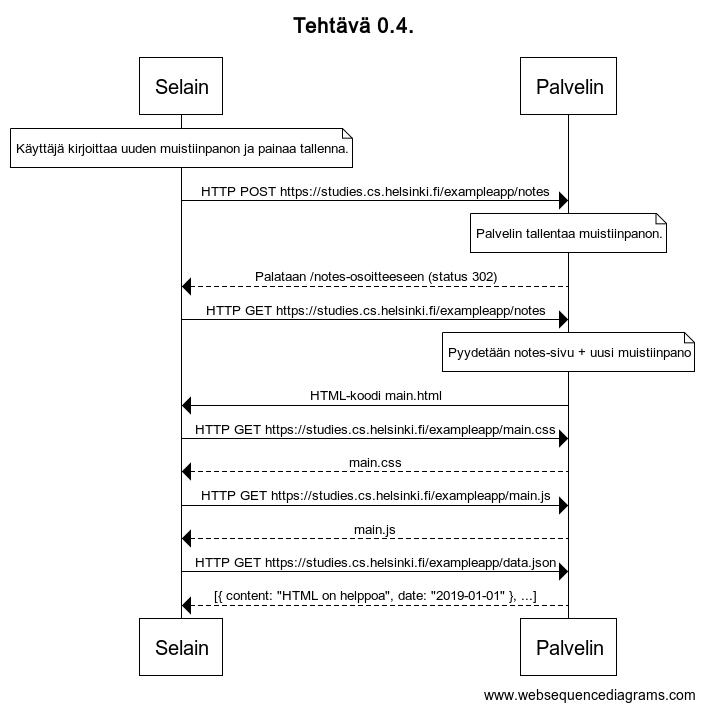 Tehtävä 0.4.
Selain
Palvelin
Käyttäjä kirjoittaa uuden muistiinpanon ja painaa tallenna.
HTTP POST https://studies.cs.helsinki.fi/exampleapp/notes
Palvelin tallentaa muistiinpanon.
Palataan /notes-osoitteeseen (status 302)
HTTP GET https://studies.cs.helsinki.fi/exampleapp/notes
Pyydetään notes-sivu + uusi muistiinpano
HTML-koodi main.html
HTTP GET https://studies.cs.helsinki.fi/exampleapp/main.css
main.css
HTTP GET https://studies.cs.helsinki.fi/exampleapp/main.js
main.js
HTTP GET https://studies.cs.helsinki.fi/exampleapp/data.json
[{ content: "HTML on helppoa", date: "2019-01-01" }, ...]
Selain
Palvelin
www.websequencediagrams.com